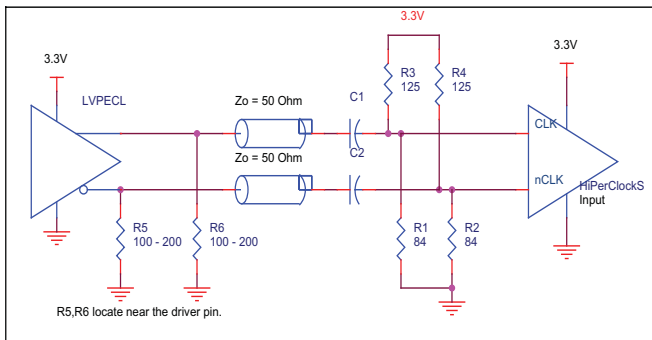 3.3V
3.3V
3.3V
LVPECL
R3
125
R4
125
Zo = 50 Ohm
C1
CLK
Zo = 50 Ohm
C2
nCLK
HiPerClockS
Input
R5
100 - 200
R6
100 - 200
R1
84
R2
84
R5,R6 locate near the driver pin.